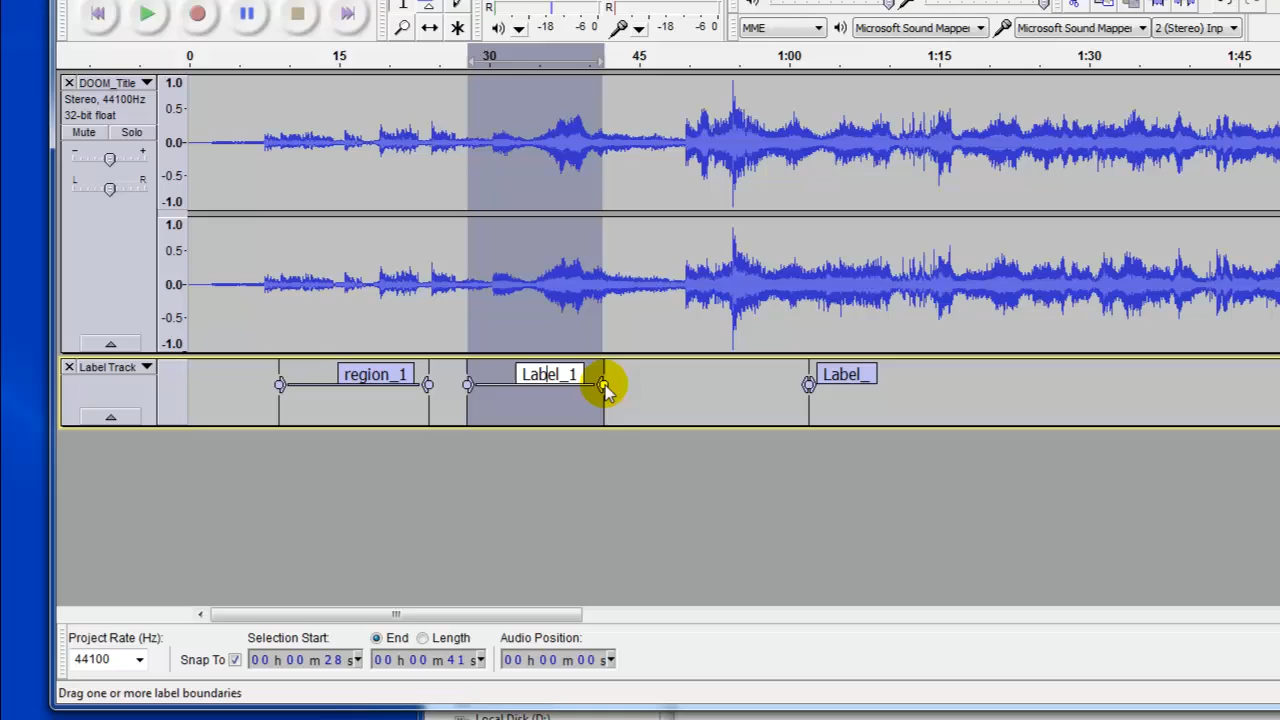 R
R
-18
-6 0
-18
-6 0
MME
Microsoft Sound Mapper
Microsoft Sound Mapper
2 (Stereo) Inp
0
15
30
45
1:00
1:15
1:30
1:45
DOOM_Title
Stereo, 44100Hz
32-bit float
Mute
Solo
- +
L R
1.0
0.5-
0.0-
-0.5-
-1.0
1.0
0.5-
0.0-
-0.5-
-1.0
Label Track
region_1
Label_1
Label_
Project Rate (Hz):
44100
Snap To
Selection Start:
00 h 00 m 28 s
End
Length
00 h 00 m 41 s
Audio Position:
00 h 00 m 00 s
Drag one or more label boundaries
Local Disk (D:)